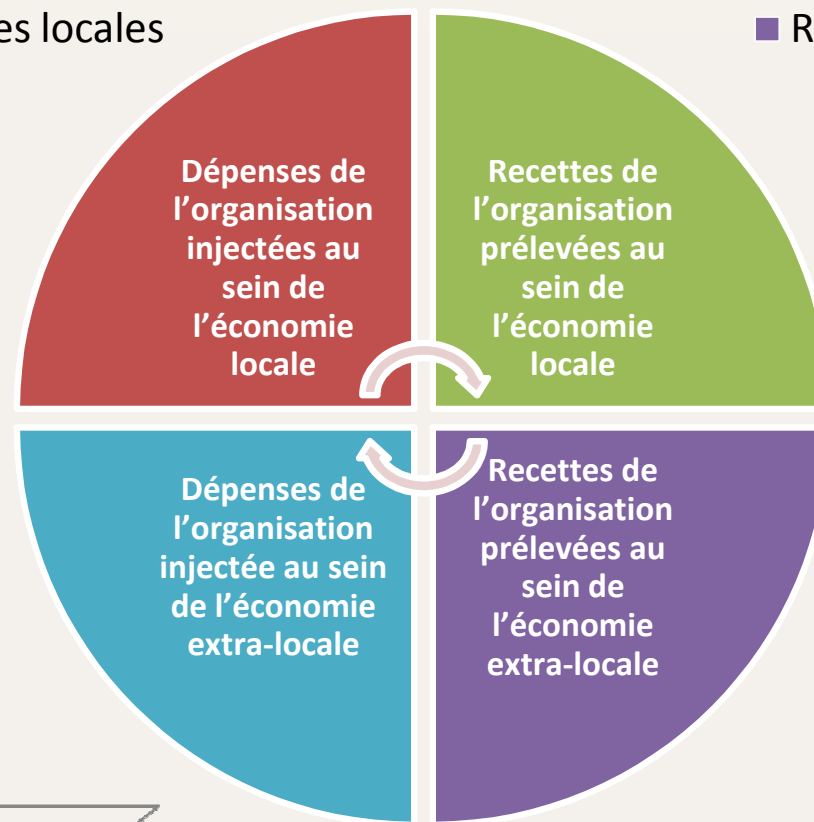 es locales
R
Dépenses de
l’organisation
injectées au
sein de
l’économie
locale
Recettes de
l’organisation
prélevées au
sein de
l’économie
locale
Dépenses de
l’organisation
injectée au sein
de l’économie
extra-locale
Recettes de
l’organisation
prélevées au
sein de
l’économie
extra-locale